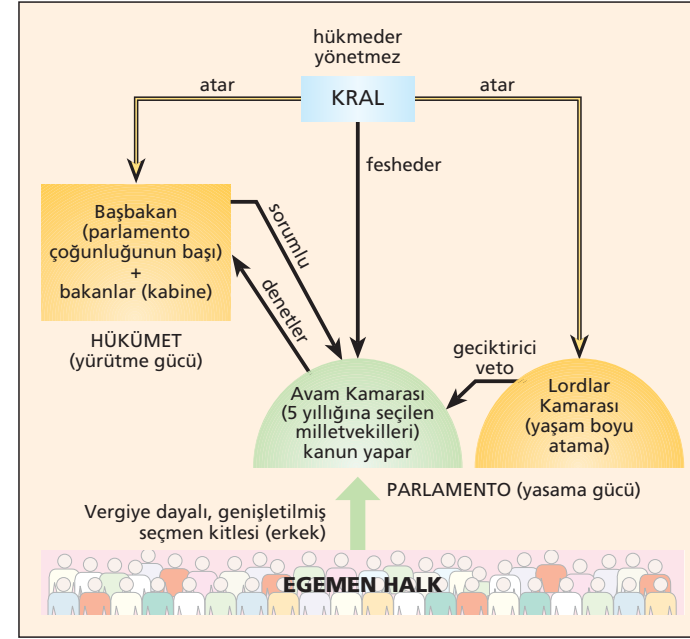 hükmeder
yönetmez
atar
KRAL
atar
fesheder
Başbakan
(parlamento
çoğunluğunun başı)
+
bakanlar (kabine)
sorumlu
denetler
HÜKÜMET
(yürütme gücü)
geciktirici
veto
Avam Kamarası
(5 yıllığına seçilen
milletvekilleri)
kanun yapar
Lordlar
Kamarası
(yaşam boyu
atama)
PARLAMENTO (yasama gücü)
Vergiye dayalı, genişletilmiş
seçmen kitlesi (erkek)
EGEMEN HALK